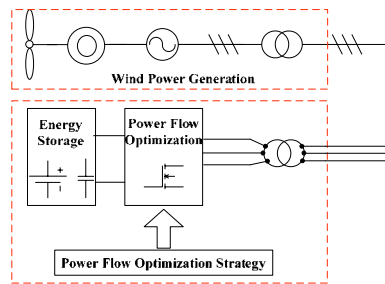 Wind Power Generation
Energy
Storage
Power Flow
Optimization
Power Flow Optimization Strategy